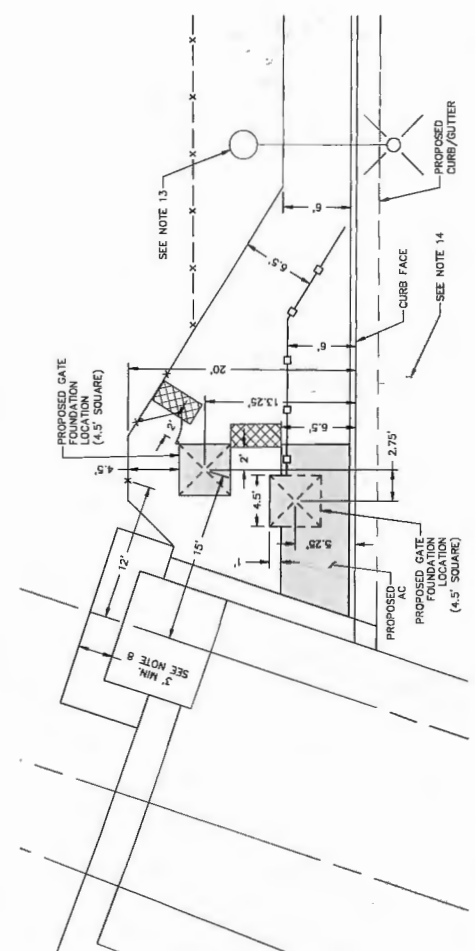 SEE NOTE 13
PROPOSED
CURB/GUTTER
SEE NOTE 14
CURB FACE
6'
6.5'
6'
20'
13.25'
6.5'
PROPOSED GATE
FOUNDATION
LOCATION
(4.5' SQUARE)
2'
4.5'
2'
2.75'
4.5'
12'
15'
1'
5.25'
PROPOSED
AC
PROPOSED GATE
FOUNDATION
LOCATION
(4.5' SQUARE)
3' MIN.
SEE NOTE 8